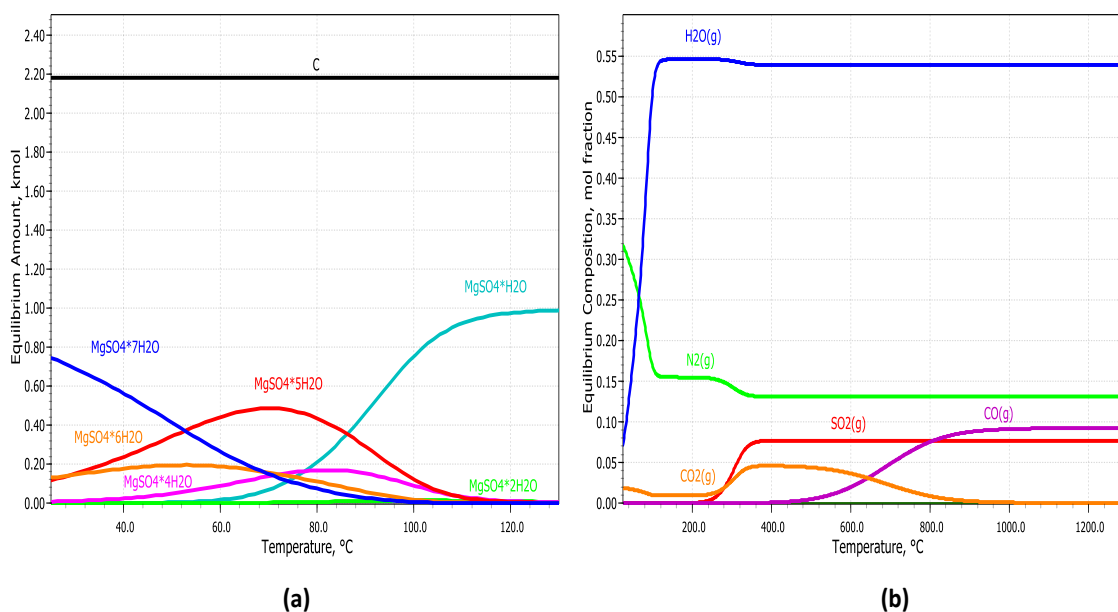 2.40
2.20
2.00
1.80
1.60
1.40
1.20
1.00
0.80
0.60
0.40
0.20
0.00
Equilibrium Amount, kmol
C
MgSO4*H2O
MgSO4*7H2O
MgSO4*5H2O
MgSO4*6H2O
MgSO4*4H2O
MgSO4*2H2O
40.0 60.0 80.0 100.0 120.0
Temperature, °C
(a)
0.55
0.50
0.45
0.40
0.35
0.30
0.25
0.20
0.15
0.10
0.05
0.00
Equilibrium Composition, mol fraction
H2O(g)
N2(g)
CO(g)
SO2(g)
CO2(g)
200.0 400.0 600.0 800.0 1000.0 1200.0
Temperature, °C
(b)